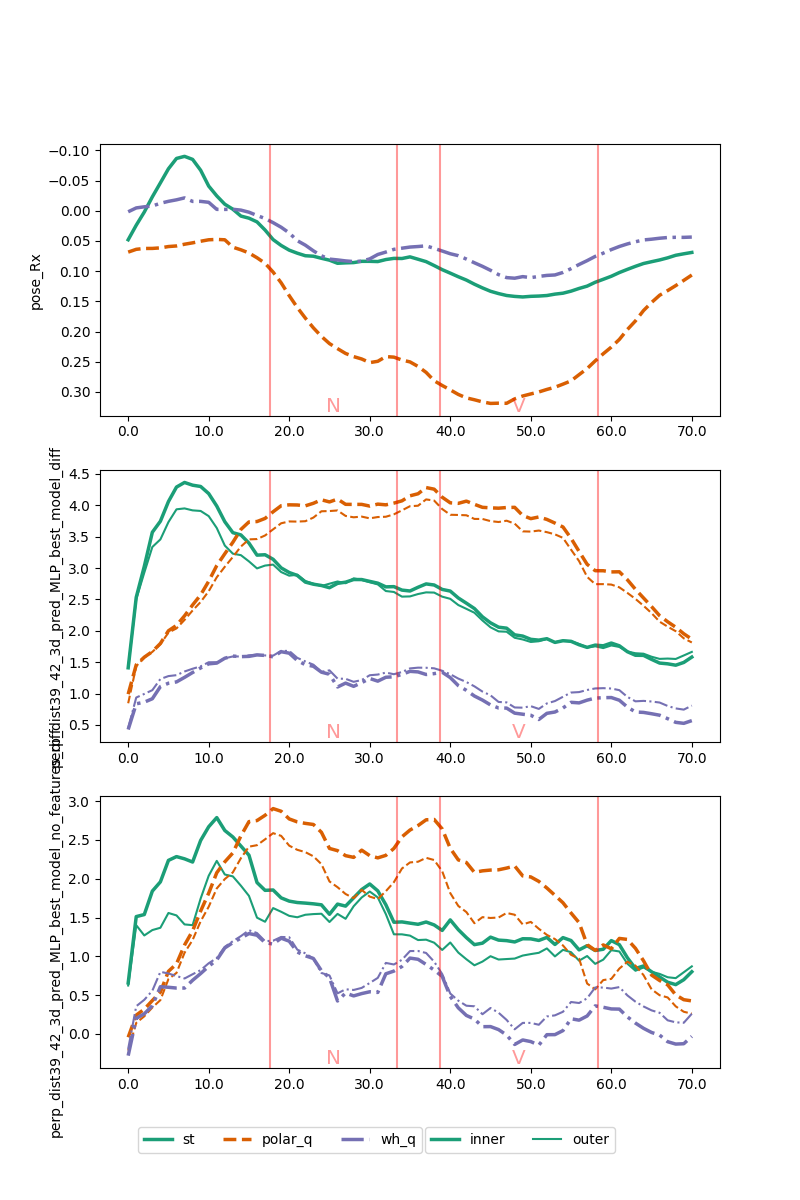 −0.10
−0.05
0.00
0.05
0.10
0.15
0.20
0.25
0.30
pose_Rx
N
V
0.0 10.0 20.0 30.0 40.0 50.0 60.0 70.0
4.5
4.0
3.5
3.0
2.5
2.0
1.5
1.0
0.5
perp_dist39_42_3d_pred_MLP_best_model_diff
N
V
0.0 10.0 20.0 30.0 40.0 50.0 60.0 70.0
3.0
2.5
2.0
1.5
1.0
0.5
0.0
perp_dist39_42_3d_pred_MLP_best_model_no_features_diff
N
V
0.0 10.0 20.0 30.0 40.0 50.0 60.0 70.0
st polar_q wh_q inner outer